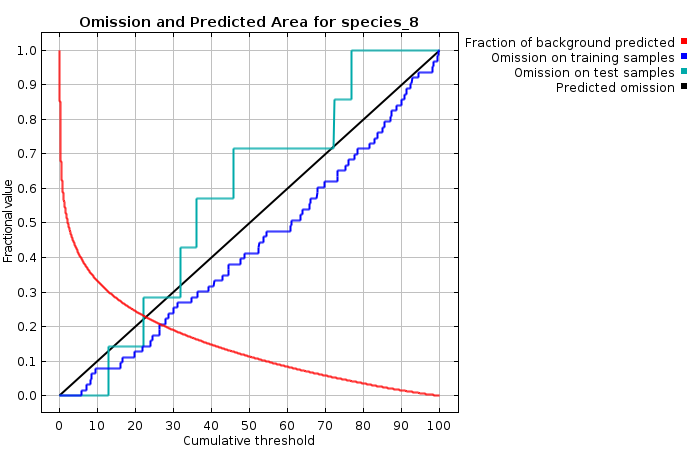 Omission and Predicted Area for species_8
Fraction of background predicted
Omission on training samples
Omission on test samples
Predicted omission
Fractional value
1.0
0.9
0.8
0.7
0.6
0.5
0.4
0.3
0.2
0.1
0.0
0 10 20 30 40 50 60 70 80 90 100
Cumulative threshold